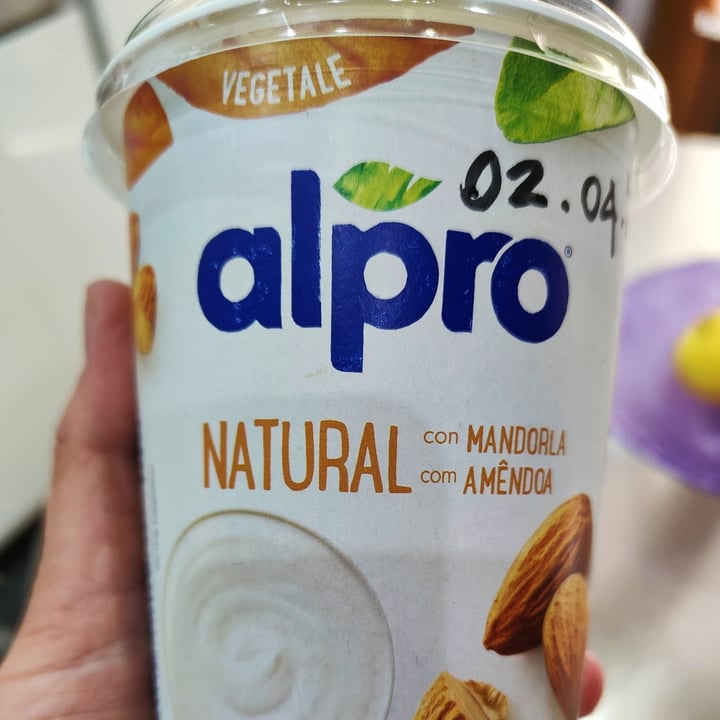 VEGETALE
02.04.
alpro®
NATURAL con MANDORLA
com AMÊNDOA